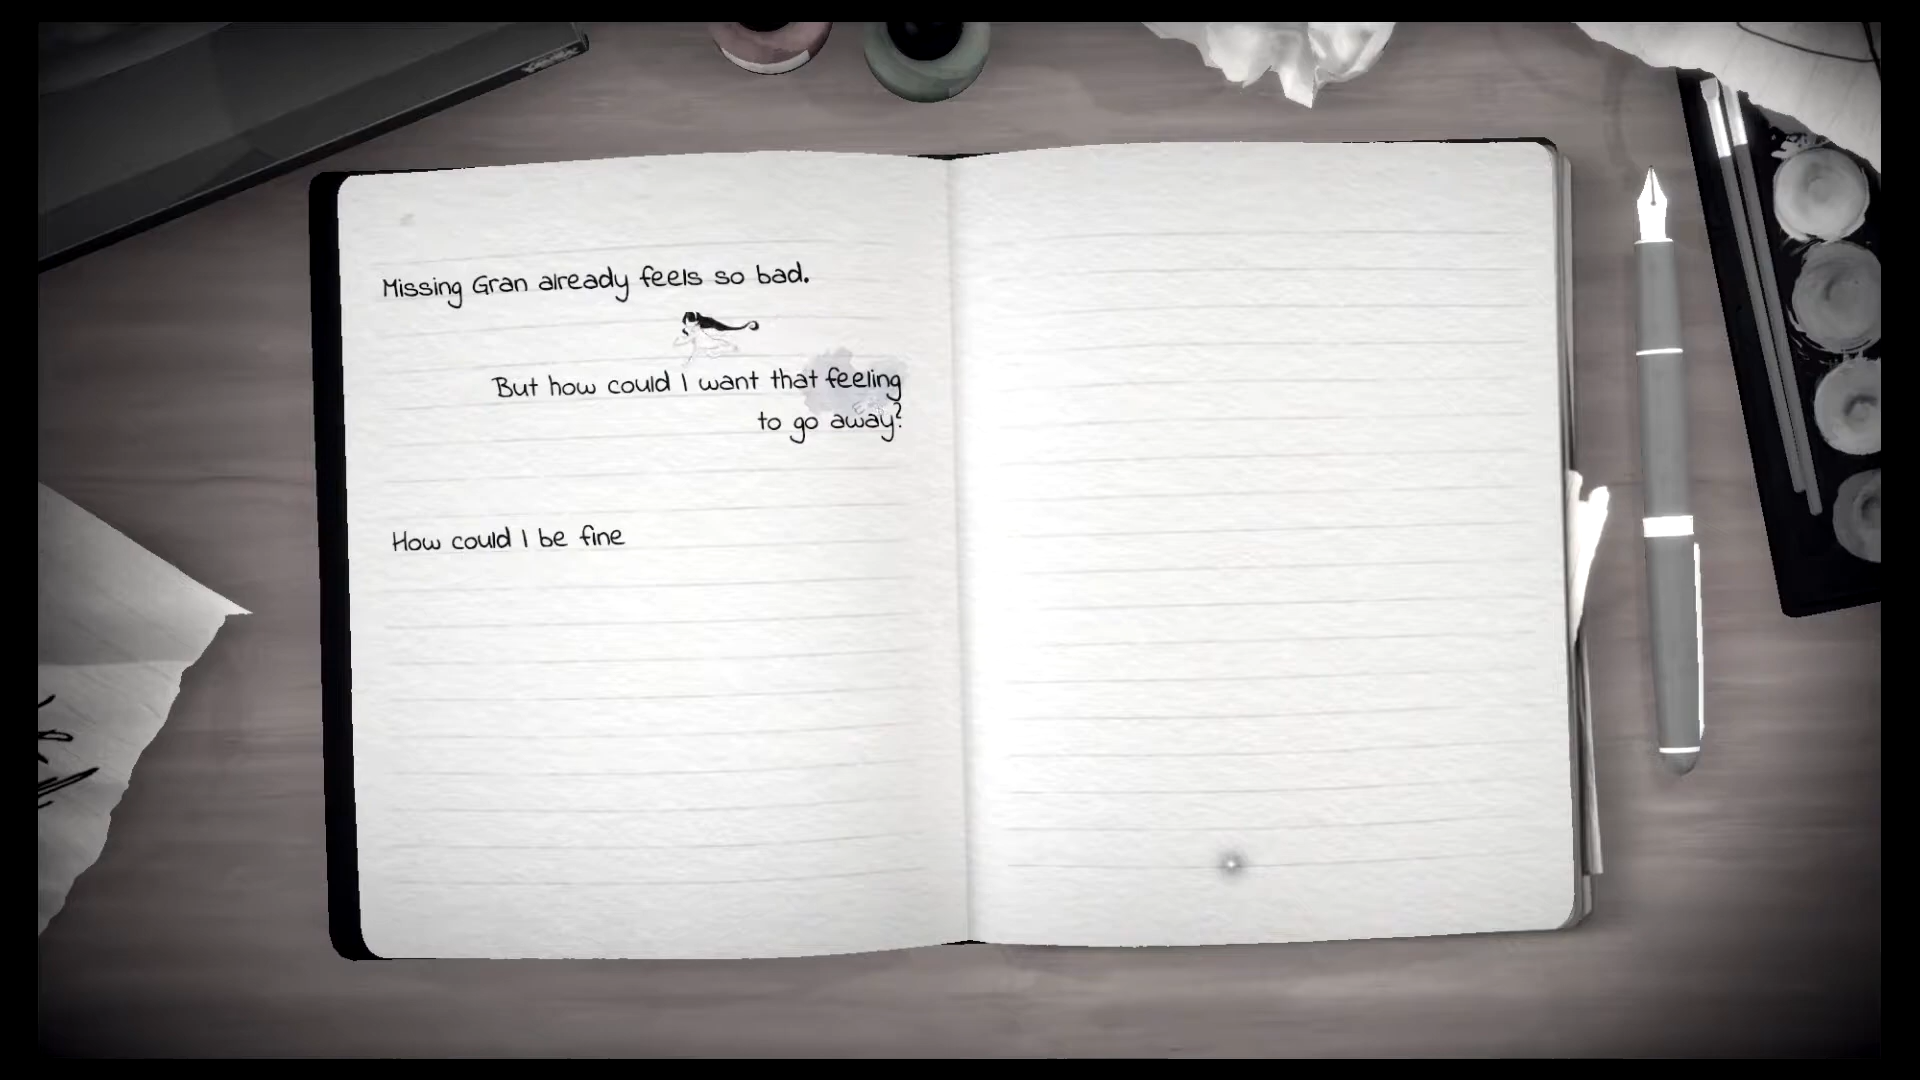 Missing Gran already feels so bad.
But how could I want that feeling
to go away?
How could I be fine